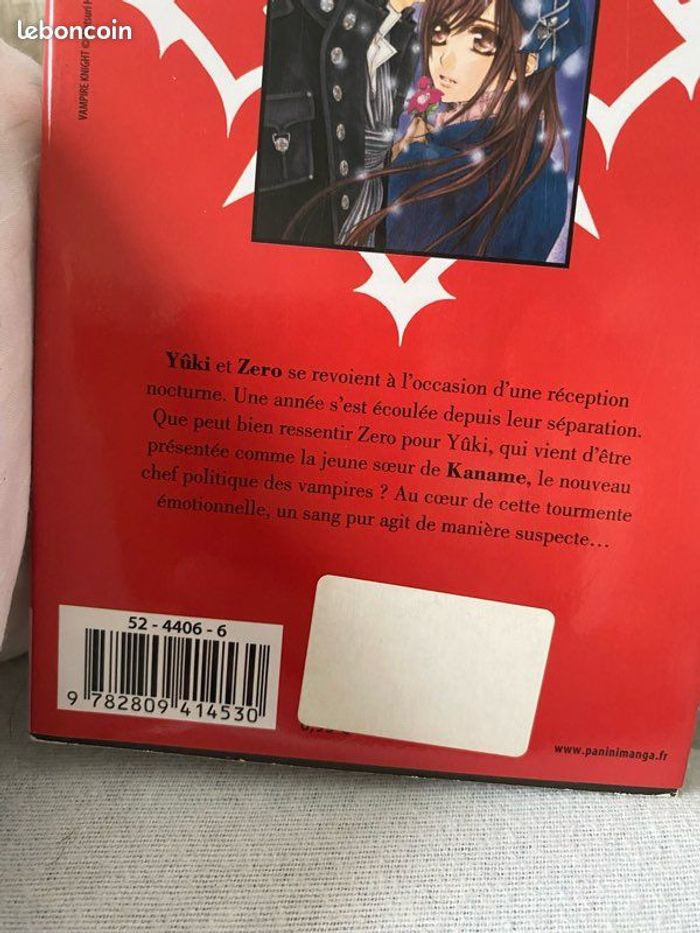 leboncoin
VAMPIRE KNIGHT ©
Yûki et Zero se revoient à l'occasion d'une réception
nocturne. Une année s'est écoulée depuis leur séparation.
Que peut bien ressentir Zero pour Yûki, qui vient d'être
présentée comme la jeune sœur de Kaname, le nouveau
chef politique des vampires ? Au cœur de cette tourmente
émotionnelle, un sang pur agit de manière suspecte...
52-4406-6
9 782809 414530
www.paninimanga.fr